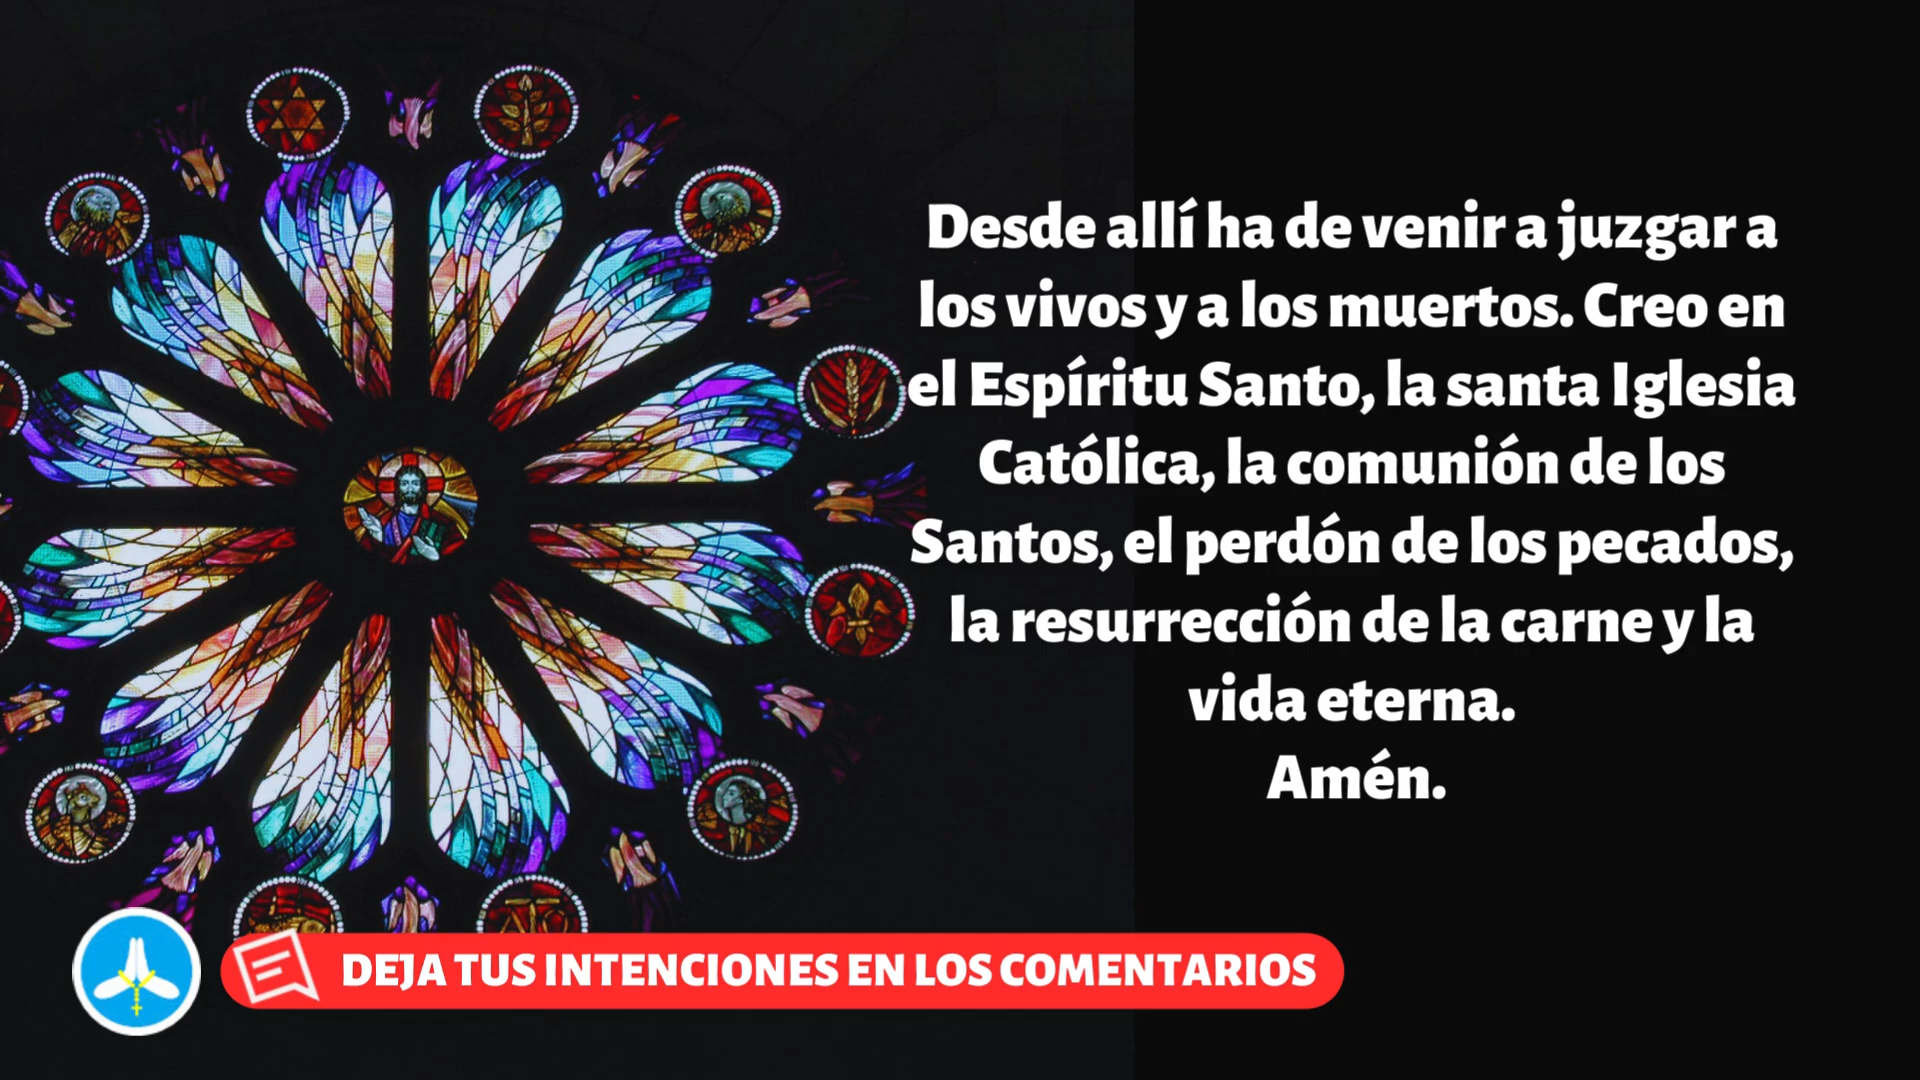 Desde allí ha de venir a juzgar a
los vivos y a los muertos. Creo en
el Espíritu Santo, la santa Iglesia
Católica, la comunión de los
Santos, el perdón de los pecados,
la resurrección de la carne y la
vida eterna.
Amén.
DEJA TUS INTENCIONES EN LOS COMENTARIOS